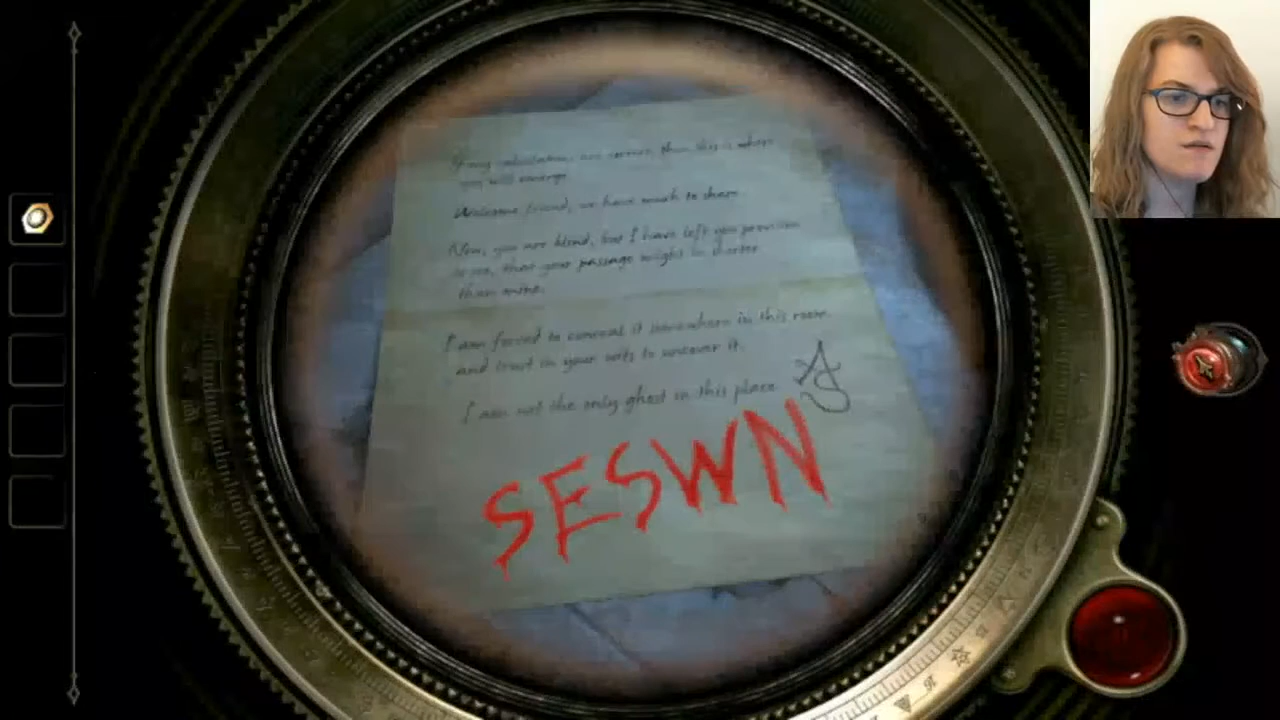 If my calculations are correct, then this is where
you will emerge.
Welcome friend, we have much to share.
Now, you are blind, but I have left you provision
to see, that your passage might be shorter
than mine.
I am forced to conceal it somewhere in this room
and trust in your wits to uncover it.
I am not the only ghost in this place.
AS
SESWN